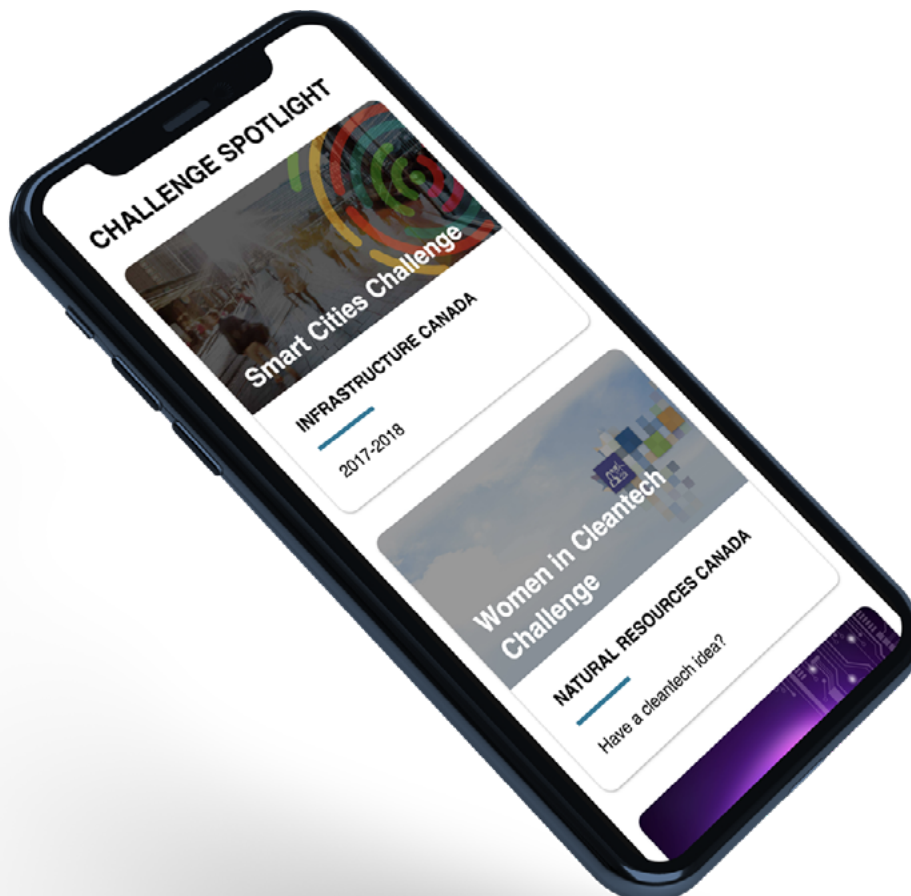 CHALLENGE SPOTLIGHT
Smart Cities Challenge
INFRASTRUCTURE CANADA
2017-2018
Women in Cleantech
Challenge
NATURAL RESOURCES CANADA
Have a cleantech idea?